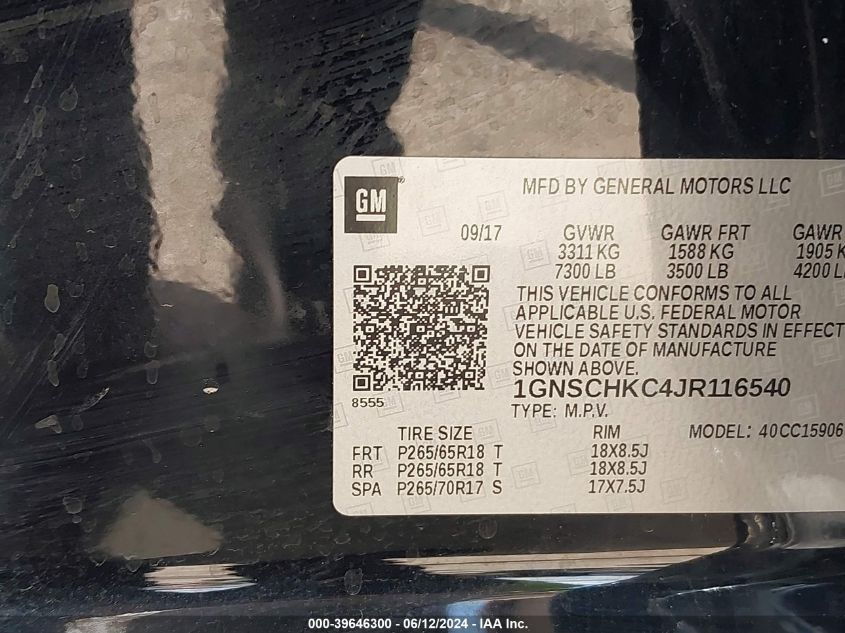 GM ®
MFD BY GENERAL MOTORS LLC
09/17 GVWR GAWR FRT GAWR
3311 KG 1588 KG 1905 K
7300 LB 3500 LB 4200 L
THIS VEHICLE CONFORMS TO ALL
APPLICABLE U.S. FEDERAL MOTOR
VEHICLE SAFETY STANDARDS IN EFFECT
ON THE DATE OF MANUFACTURE
SHOWN ABOVE.
1GNSCHKC4JR116540
8555
TYPE: M.P.V.
MODEL: 40CC15906
TIRE SIZE RIM
FRT P265/65R18 T 18X8.5J
RR P265/65R18 T 18X8.5J
SPA P265/70R17 S 17X7.5J
000-39646300 - 06/12/2024 - IAA Inc.